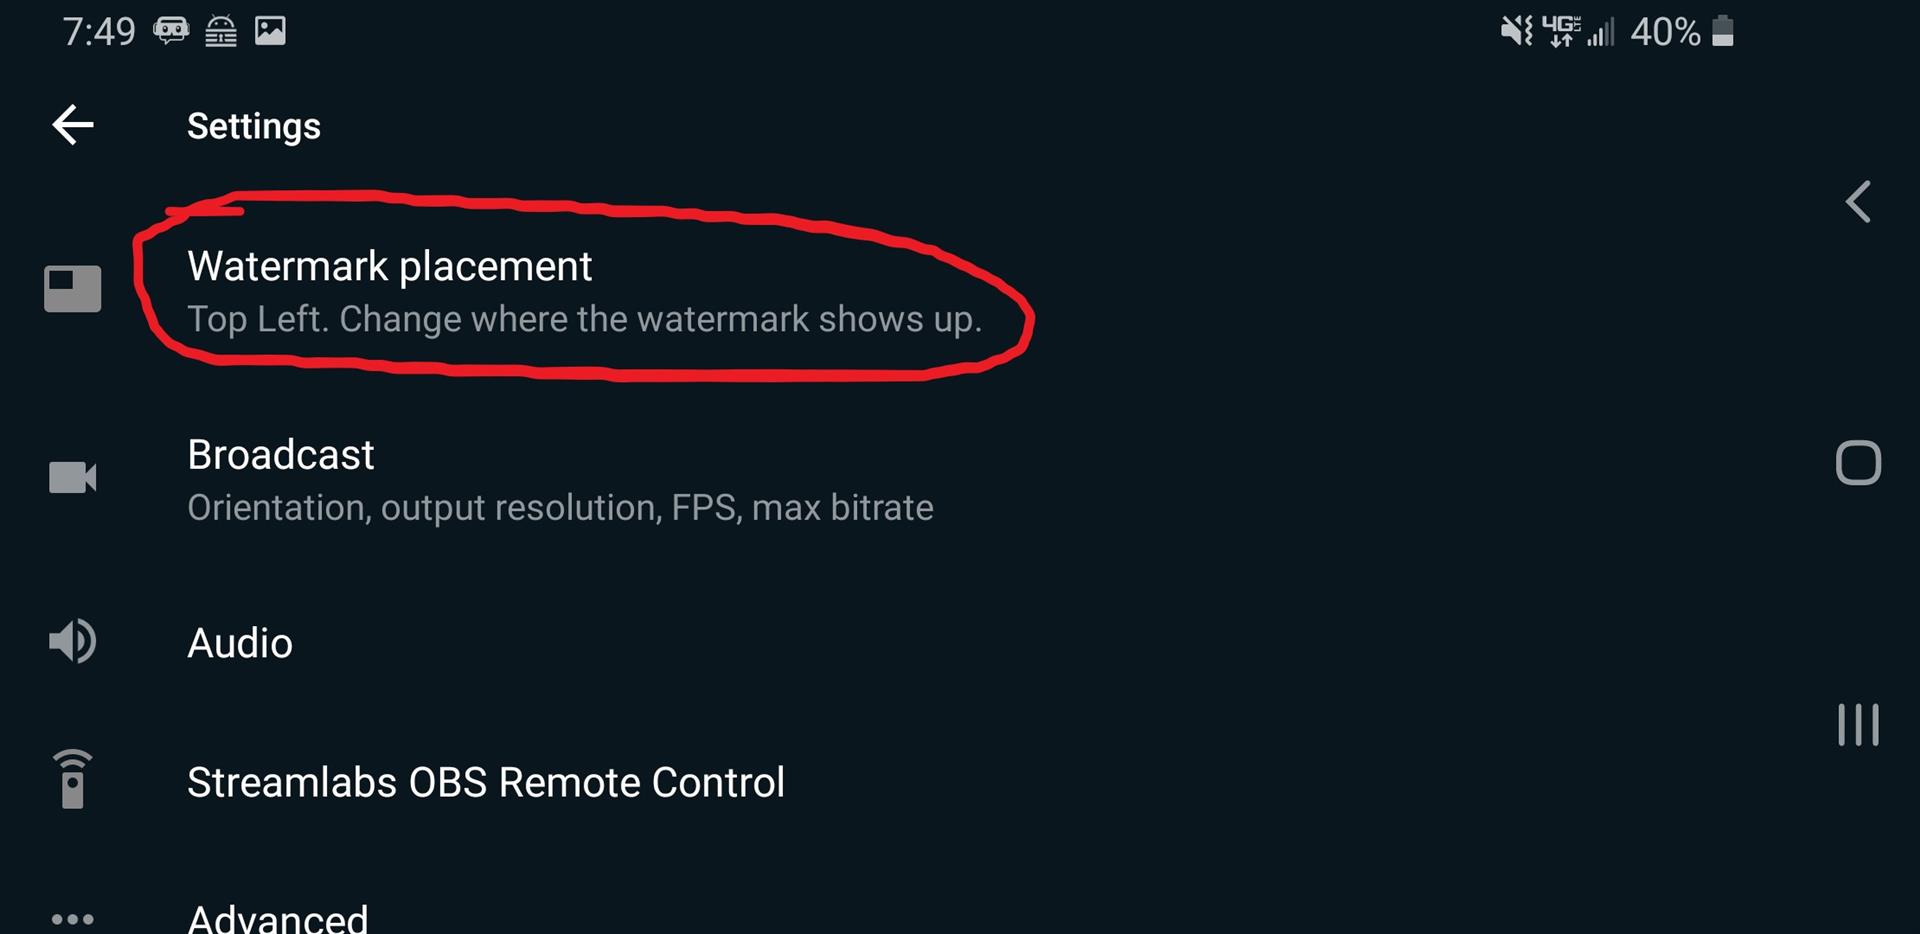 7:49
4G LTE 40%
Settings
Watermark placement
Top Left. Change where the watermark shows up.
Broadcast
Orientation, output resolution, FPS, max bitrate
Audio
Streamlabs OBS Remote Control
Advanced